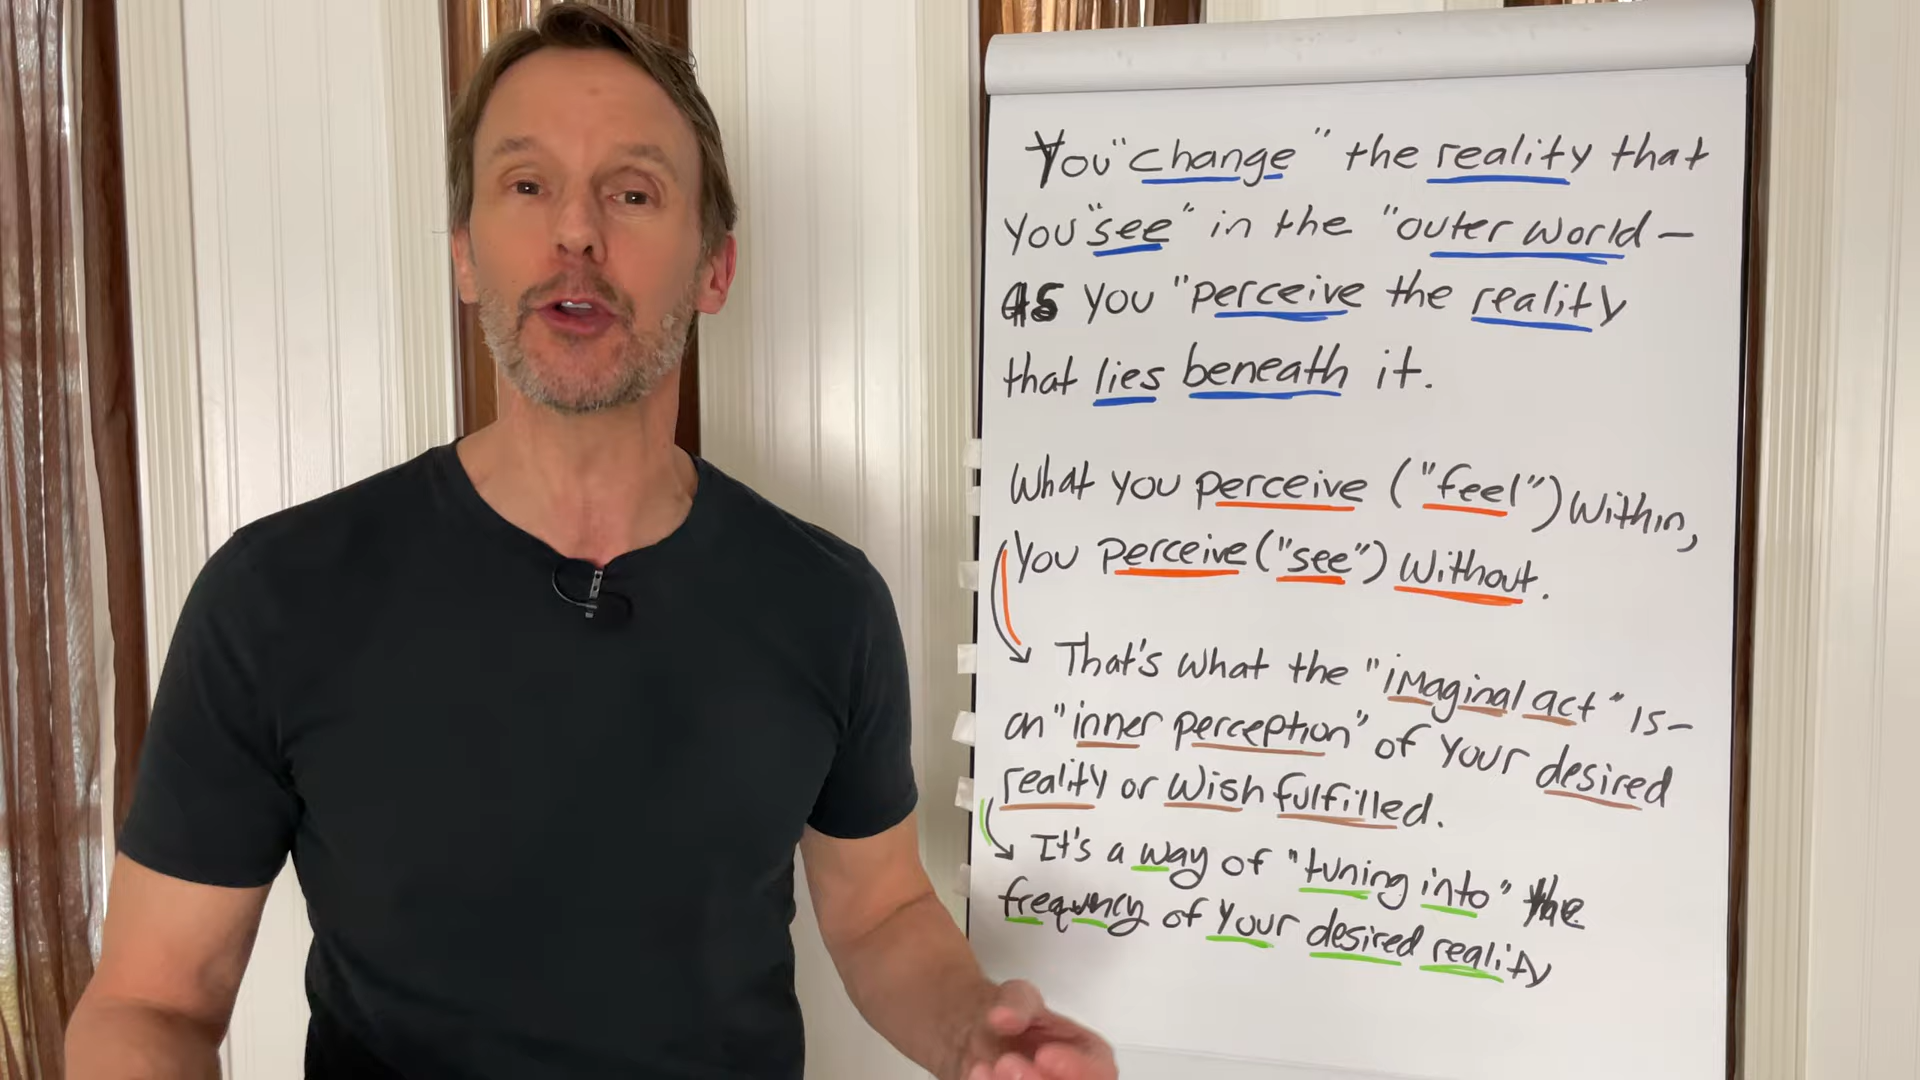 You "change" the reality that
you "see" in the "outer world -
as you "perceive the reality
that lies beneath it.
What you perceive ("feel") within,
you perceive ("see") without.
That's what the "imaginal act" is -
an "inner perception" of your desired
reality or wish fulfilled.
It's a way of "tuning into" the
frequency of your desired reality